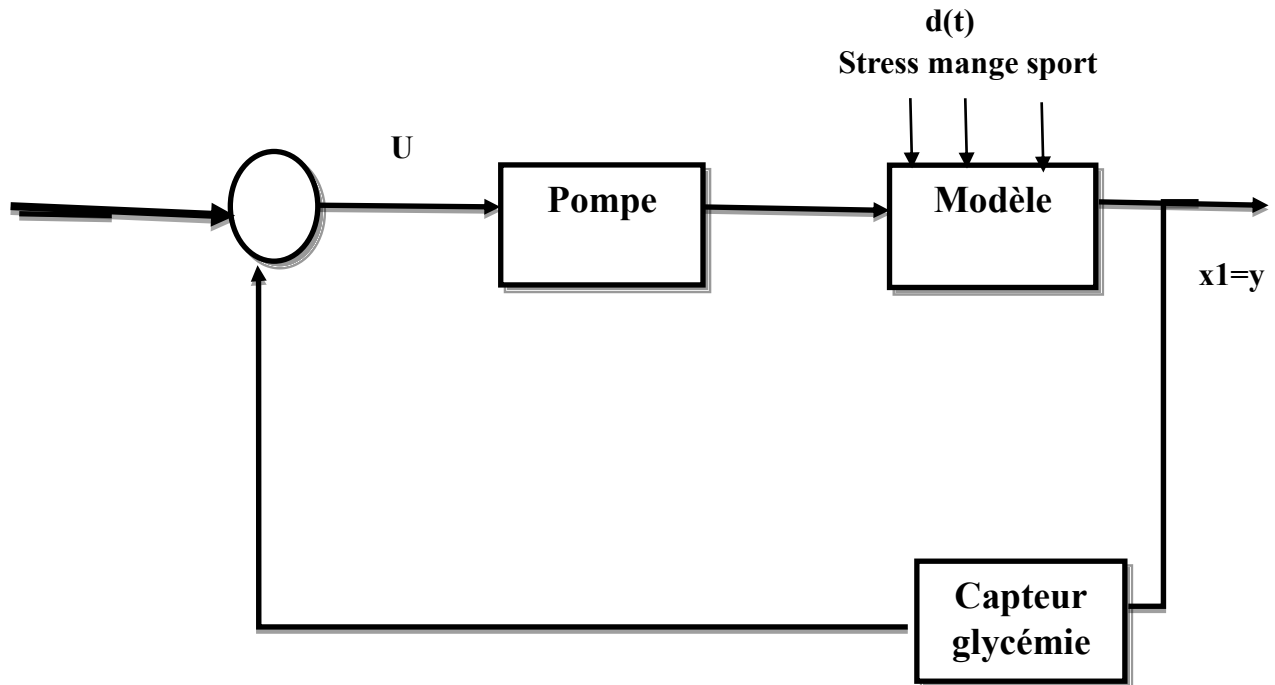 d(t)
Stress mange sport
U
Pompe
Modèle
x1=y
Capteur
glycémie